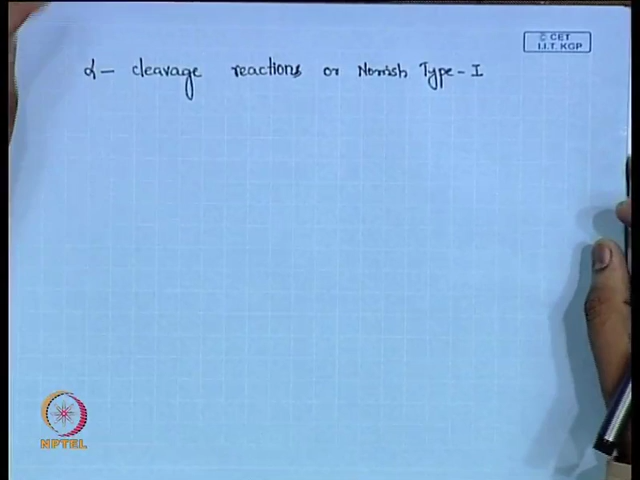 © CET
I.I.T. KGP
α- cleavage reactions or Norrish Type-I
NPTEL